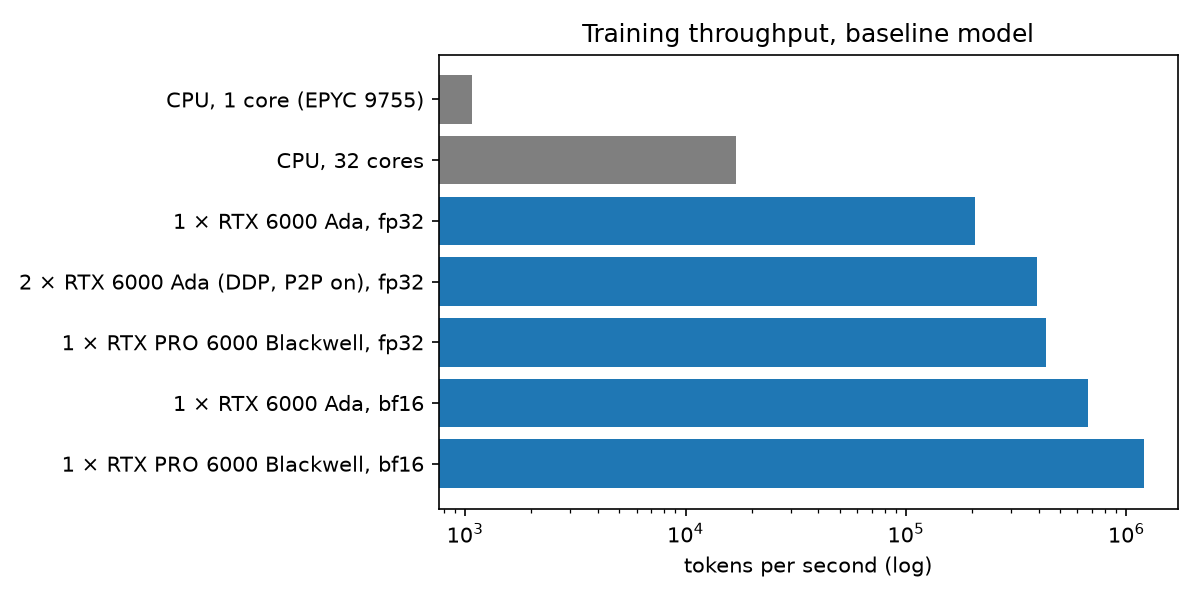 Training throughput, baseline model
CPU, 1 core (EPYC 9755)
CPU, 32 cores
1 × RTX 6000 Ada, fp32
2 × RTX 6000 Ada (DDP, P2P on), fp32
1 × RTX PRO 6000 Blackwell, fp32
1 × RTX 6000 Ada, bf16
1 × RTX PRO 6000 Blackwell, bf16
10³ 10⁴ 10⁵ 10⁶
tokens per second (log)